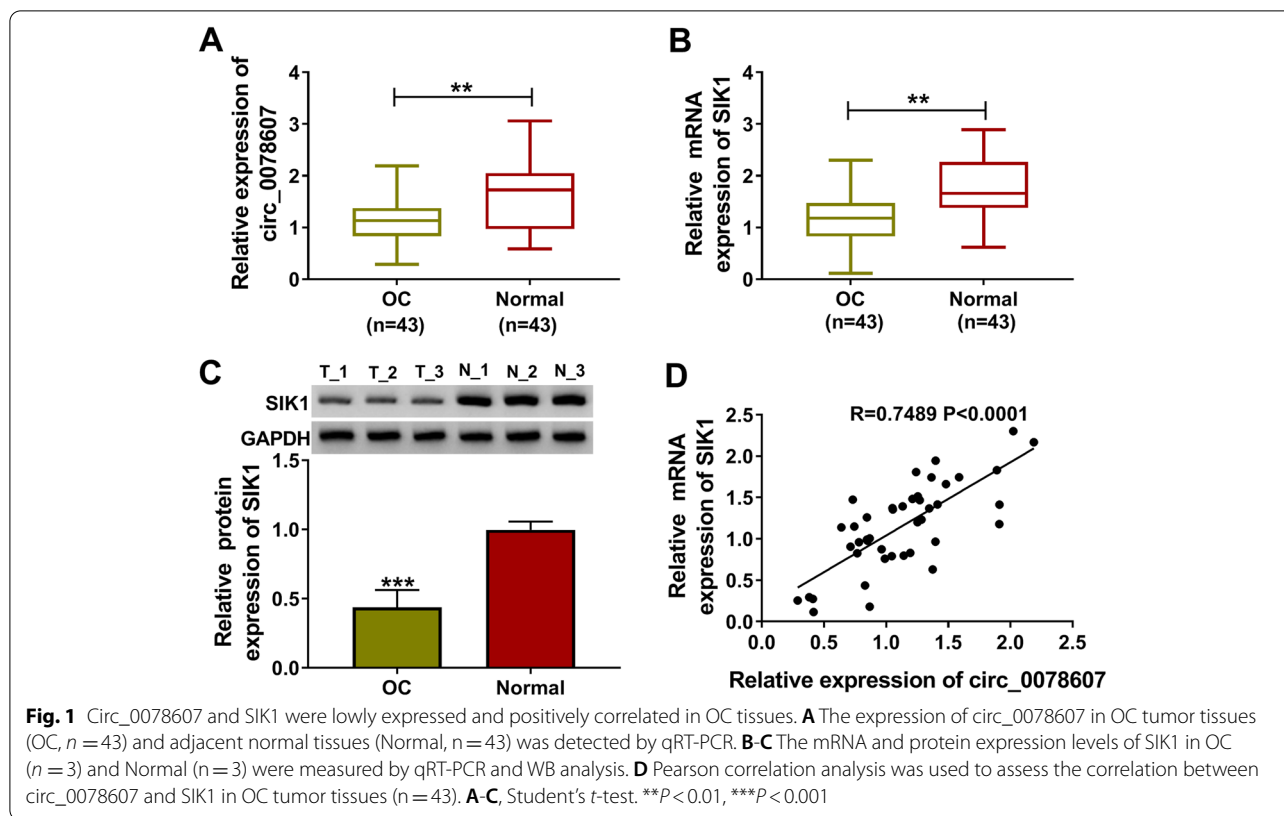 A
Relative expression of
circ_0078607
4
3
2
1
0
**
OC
(n=43)
Normal
(n=43)
B
Relative mRNA
expression of SIK1
4
3
2
1
0
**
OC
(n=43)
Normal
(n=43)
C
T_1 T_2 T_3 N_1 N_2 N_3
SIK1
GAPDH
Relative protein
expression of SIK1
1.5
1.0
0.5
0.0
***
OC Normal
D
R=0.7489 P<0.0001
Relative mRNA
expression of SIK1
2.5
2.0
1.5
1.0
0.5
0.0
0.0 0.5 1.0 1.5 2.0 2.5
Relative expression of circ_0078607
Fig. 1 Circ_0078607 and SIK1 were lowly expressed and positively correlated in OC tissues. A The expression of circ_0078607 in OC tumor tissues
(OC, n = 43) and adjacent normal tissues (Normal, n = 43) was detected by qRT-PCR. B-C The mRNA and protein expression levels of SIK1 in OC
(n = 3) and Normal (n = 3) were measured by qRT-PCR and WB analysis. D Pearson correlation analysis was used to assess the correlation between
circ_0078607 and SIK1 in OC tumor tissues (n = 43). A-C, Student's t-test. **P < 0.01, ***P < 0.001